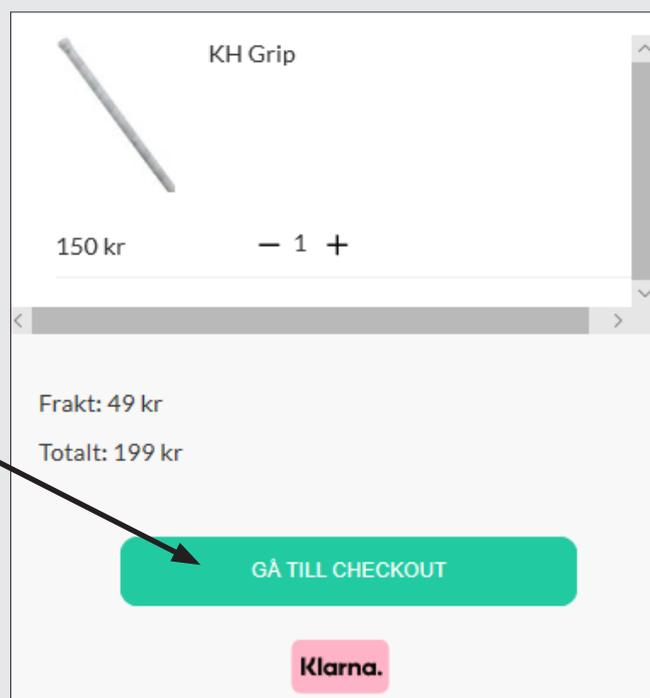 KH Grip
150 kr
— 1 +
Frakt: 49 kr
Totalt: 199 kr
GÅ TILL CHECKOUT
Klarna.